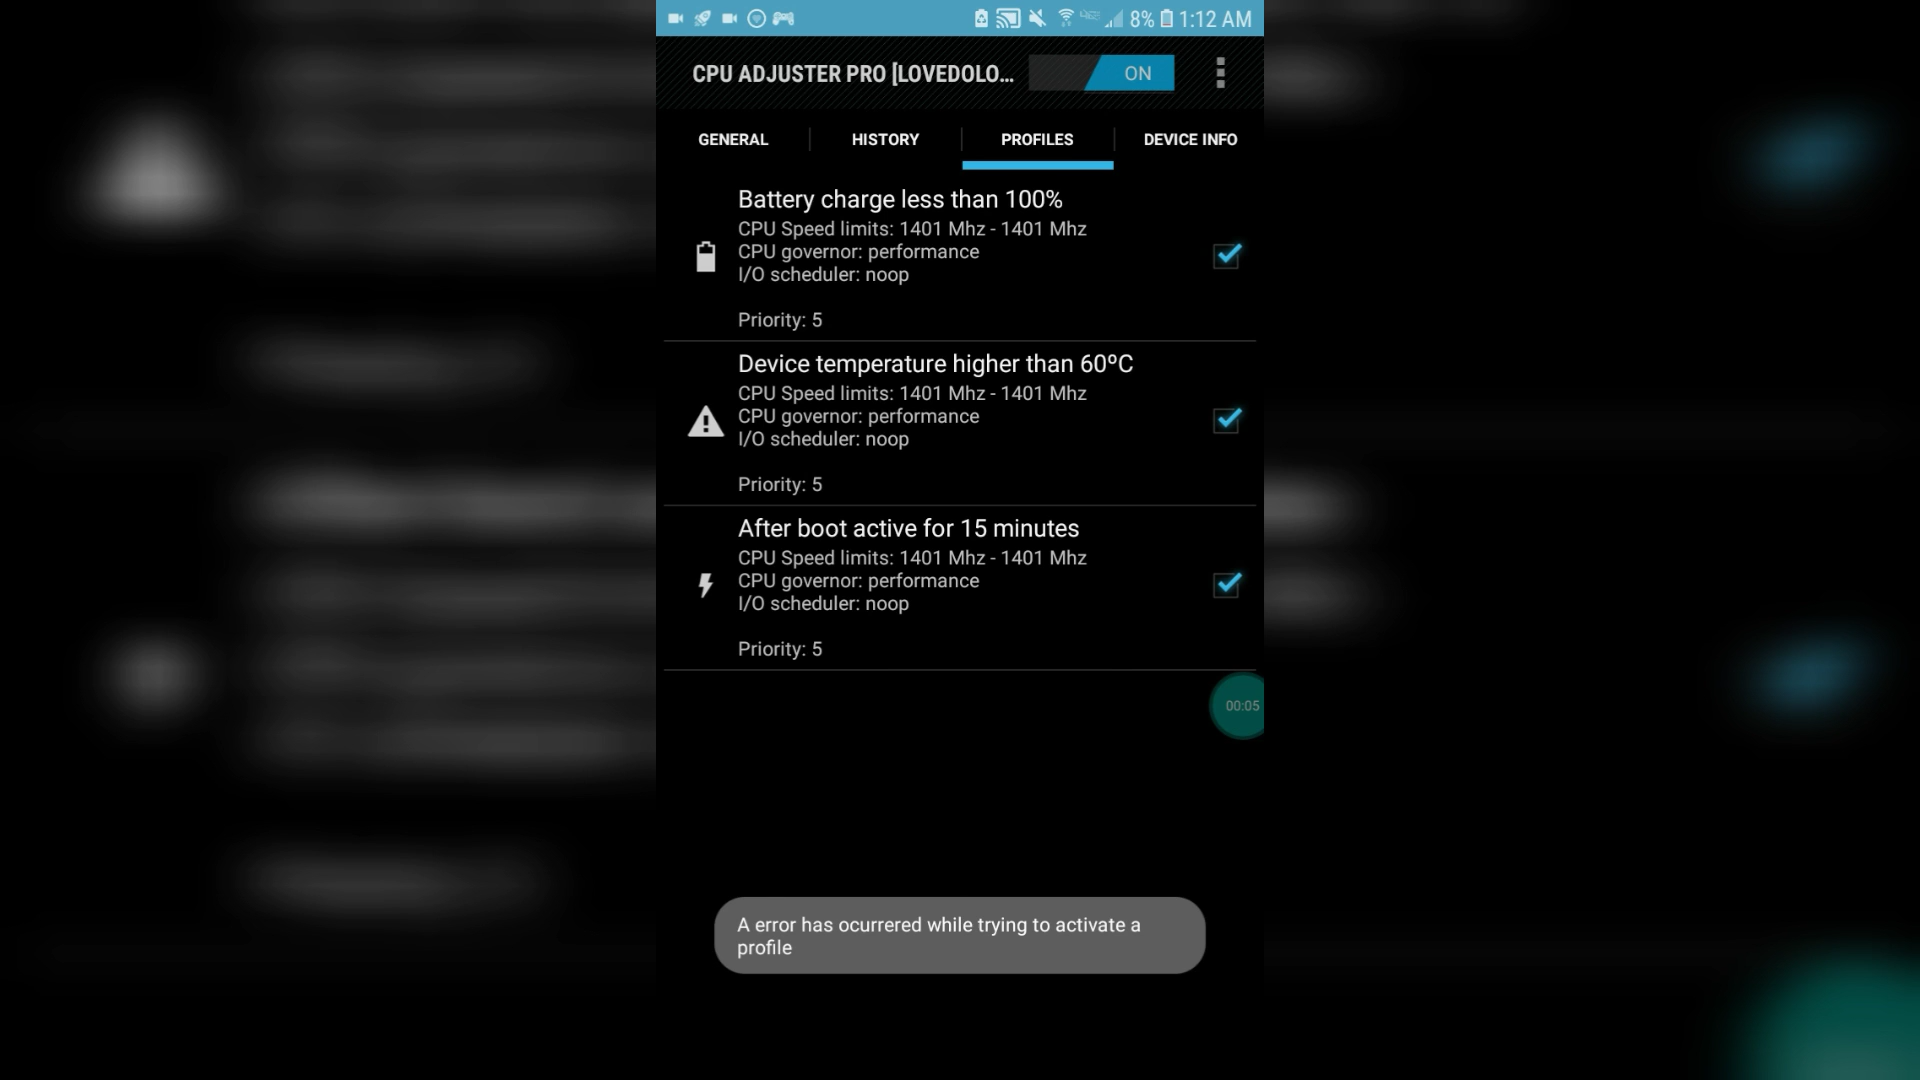 8% 1:12 AM
CPU ADJUSTER PRO [LOVEDOLO... ON
GENERAL HISTORY PROFILES DEVICE INFO
Battery charge less than 100%
CPU Speed limits: 1401 Mhz - 1401 Mhz
CPU governor: performance
I/O scheduler: noop
Priority: 5
Device temperature higher than 60ºC
CPU Speed limits: 1401 Mhz - 1401 Mhz
CPU governor: performance
I/O scheduler: noop
Priority: 5
After boot active for 15 minutes
CPU Speed limits: 1401 Mhz - 1401 Mhz
CPU governor: performance
I/O scheduler: noop
Priority: 5
00:05
A error has ocurrered while trying to activate a
profile